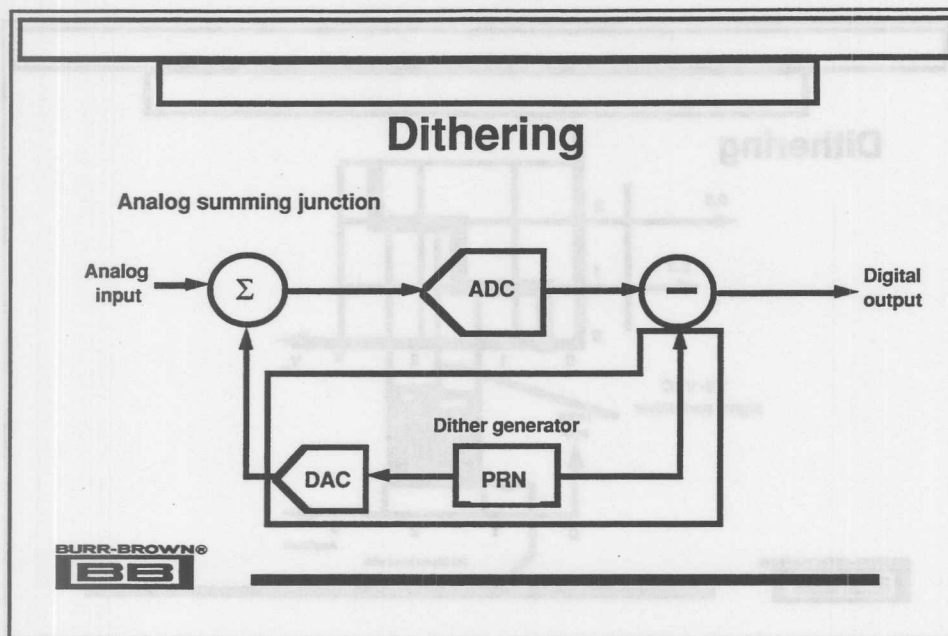 Dithering
Analog summing junction
Analog
input
Σ
ADC
Digital
output
Dither generator
DAC
PRN
BURR-BROWN®
BB